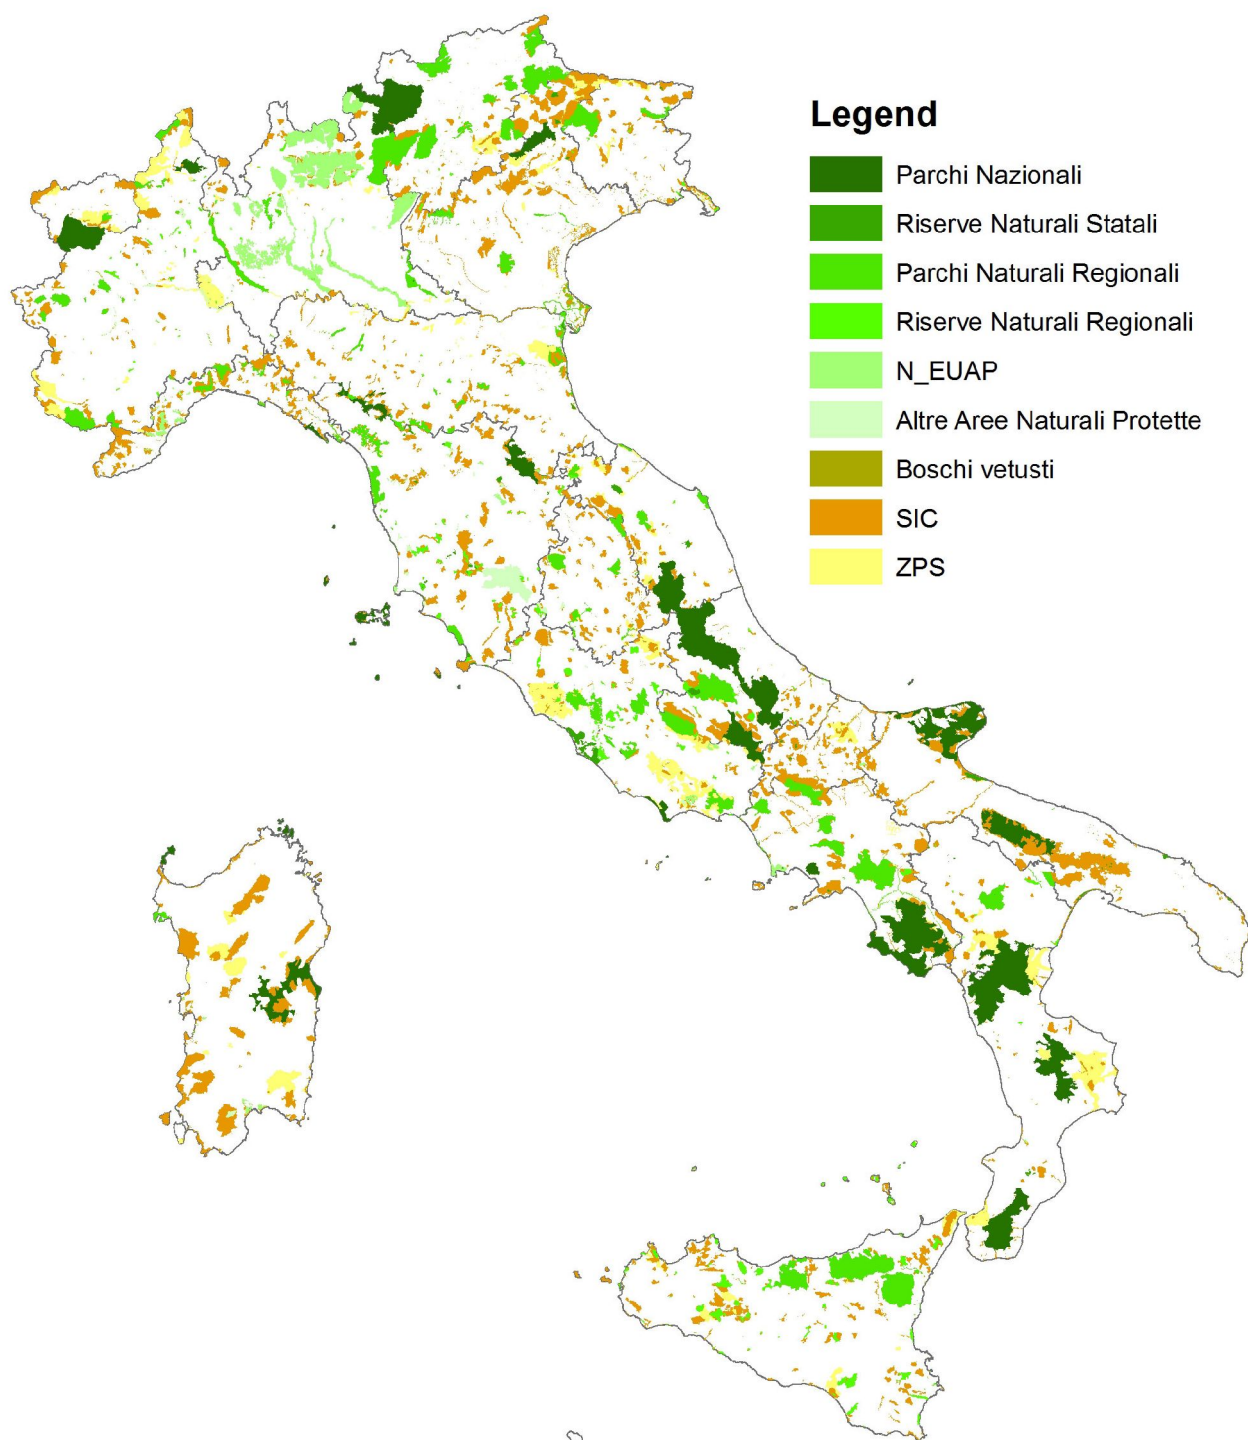 Legend
Parchi Nazionali
Riserve Naturali Statali
Parchi Naturali Regionali
Riserve Naturali Regionali
N_EUAP
Altre Aree Naturali Protette
Boschi vetusti
SIC
ZPS